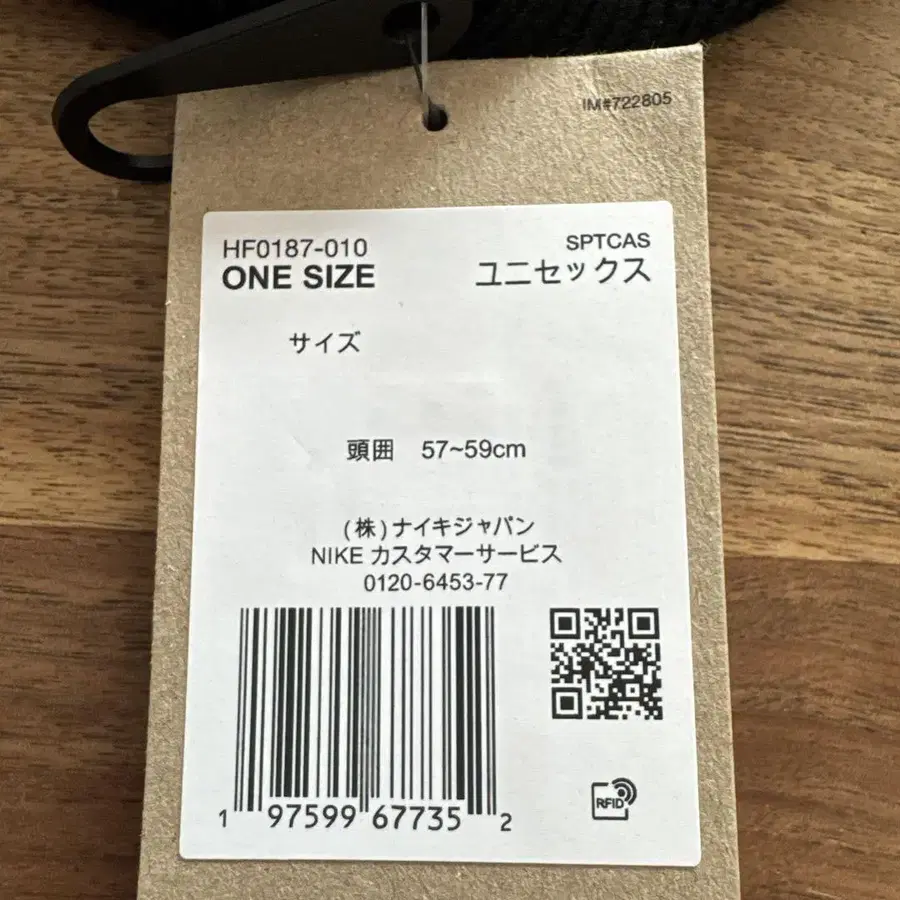 IM#722805
HF0187-010
SPTCAS
ONE SIZE
ユニセックス
サイズ
頭囲 57~59cm
(株)ナイキジャパン
NIKE カスタマーサービス
0120-6453-77
1 97599 67735 2
RFID